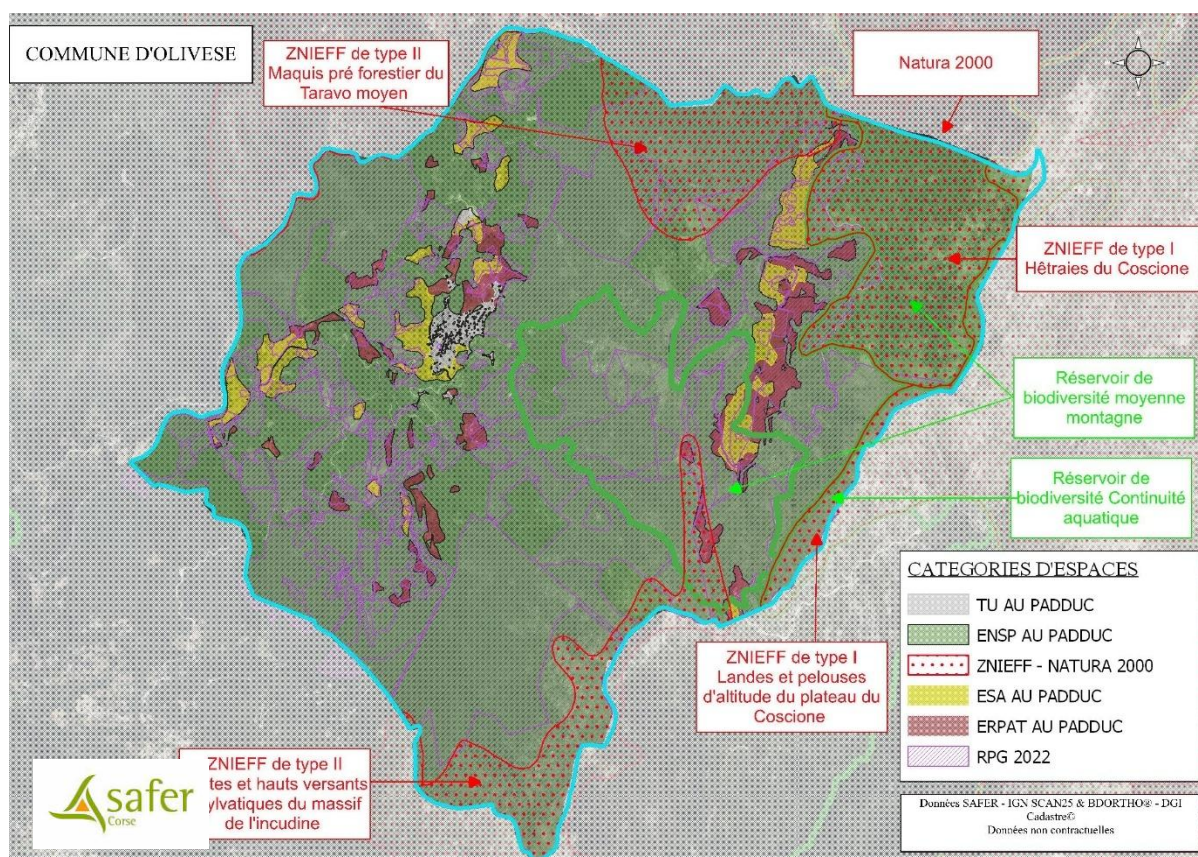 COMMUNE D'OLIVESE
ZNIEFF de type II
Maquis pré forestier du
Taravo moyen
Natura 2000
ZNIEFF de type I
Hêtraies du Coscione
Réservoir de
biodiversité moyenne
montagne
Réservoir de
biodiversité Continuité
aquatique
ZNIEFF de type I
Landes et pelouses
d'altitude du plateau du
Coscione
CATEGORIES D'ESPACES
TU AU PADDUC
ENSP AU PADDUC
ZNIEFF - NATURA 2000
ESA AU PADDUC
ERPAT AU PADDUC
RPG 2022
ZNIEFF de type II
tes et hauts versants
ylvatiques du massif
de l'incudine
safer
Corse
Données SAFER - IGN SCAN25 & BDORTHO® - DGI
Cadastre©
Données non contractuelles